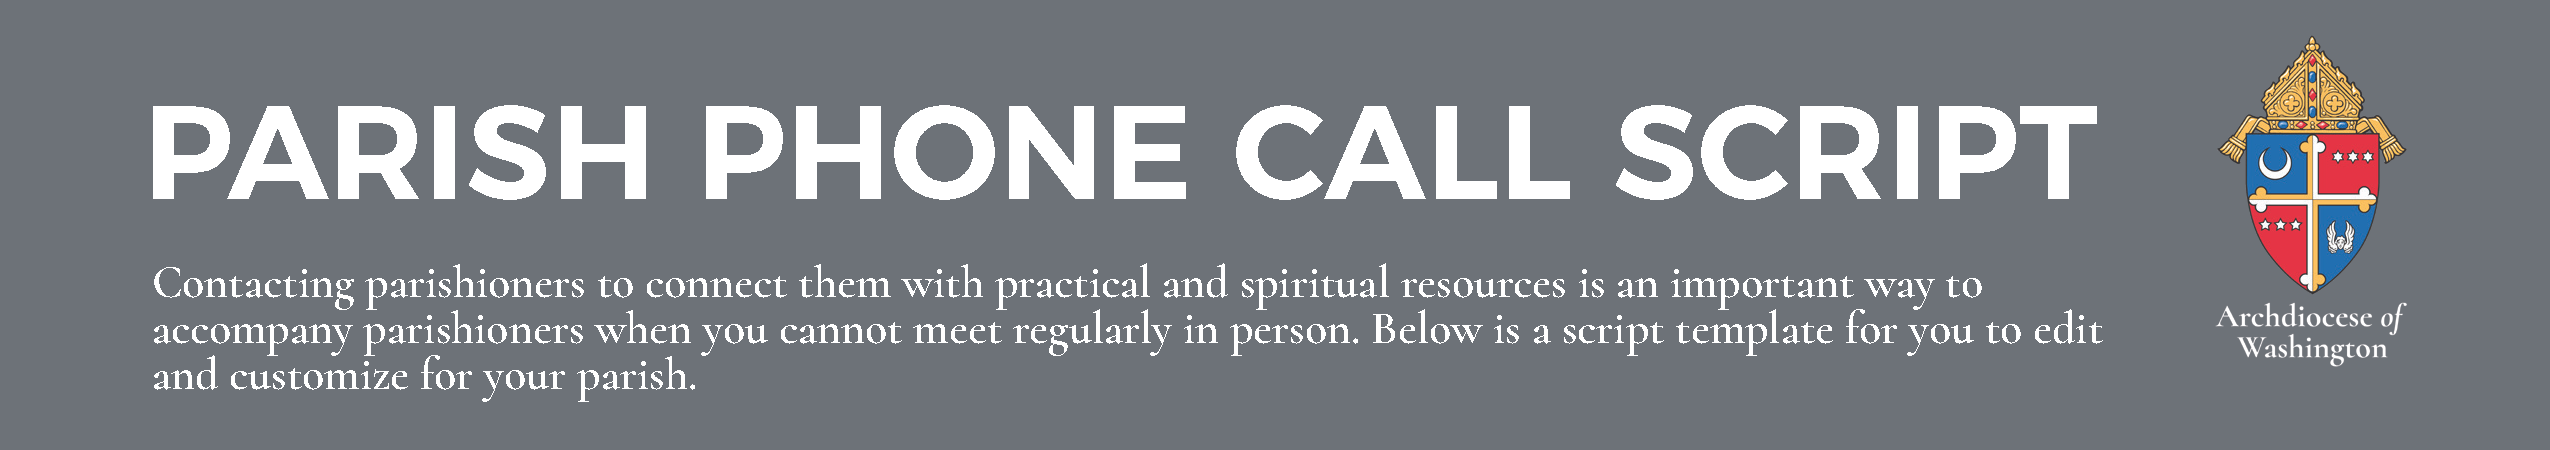 PARISH PHONE CALL SCRIPT
Contacting parishioners to connect them with practical and spiritual resources is an important way to
accompany parishioners when you cannot meet regularly in person. Below is a script template for you to edit
and customize for your parish.
Archdiocese of
Washington